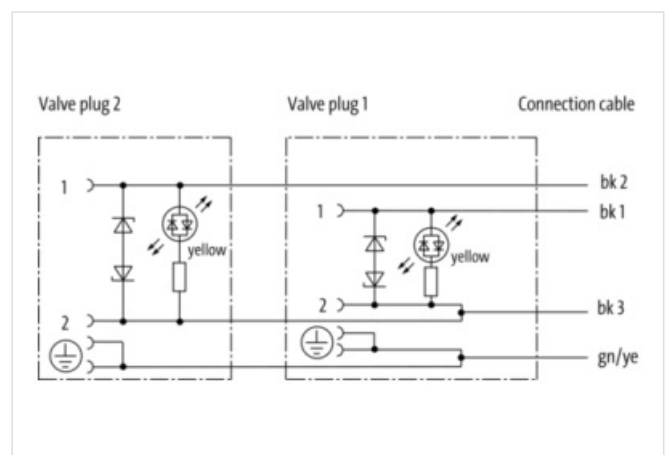 Valve plug 2 Valve plug 1 Connection cable
1 bk 2
1 bk 1
yellow yellow
2 bk 3
2
gn/ye